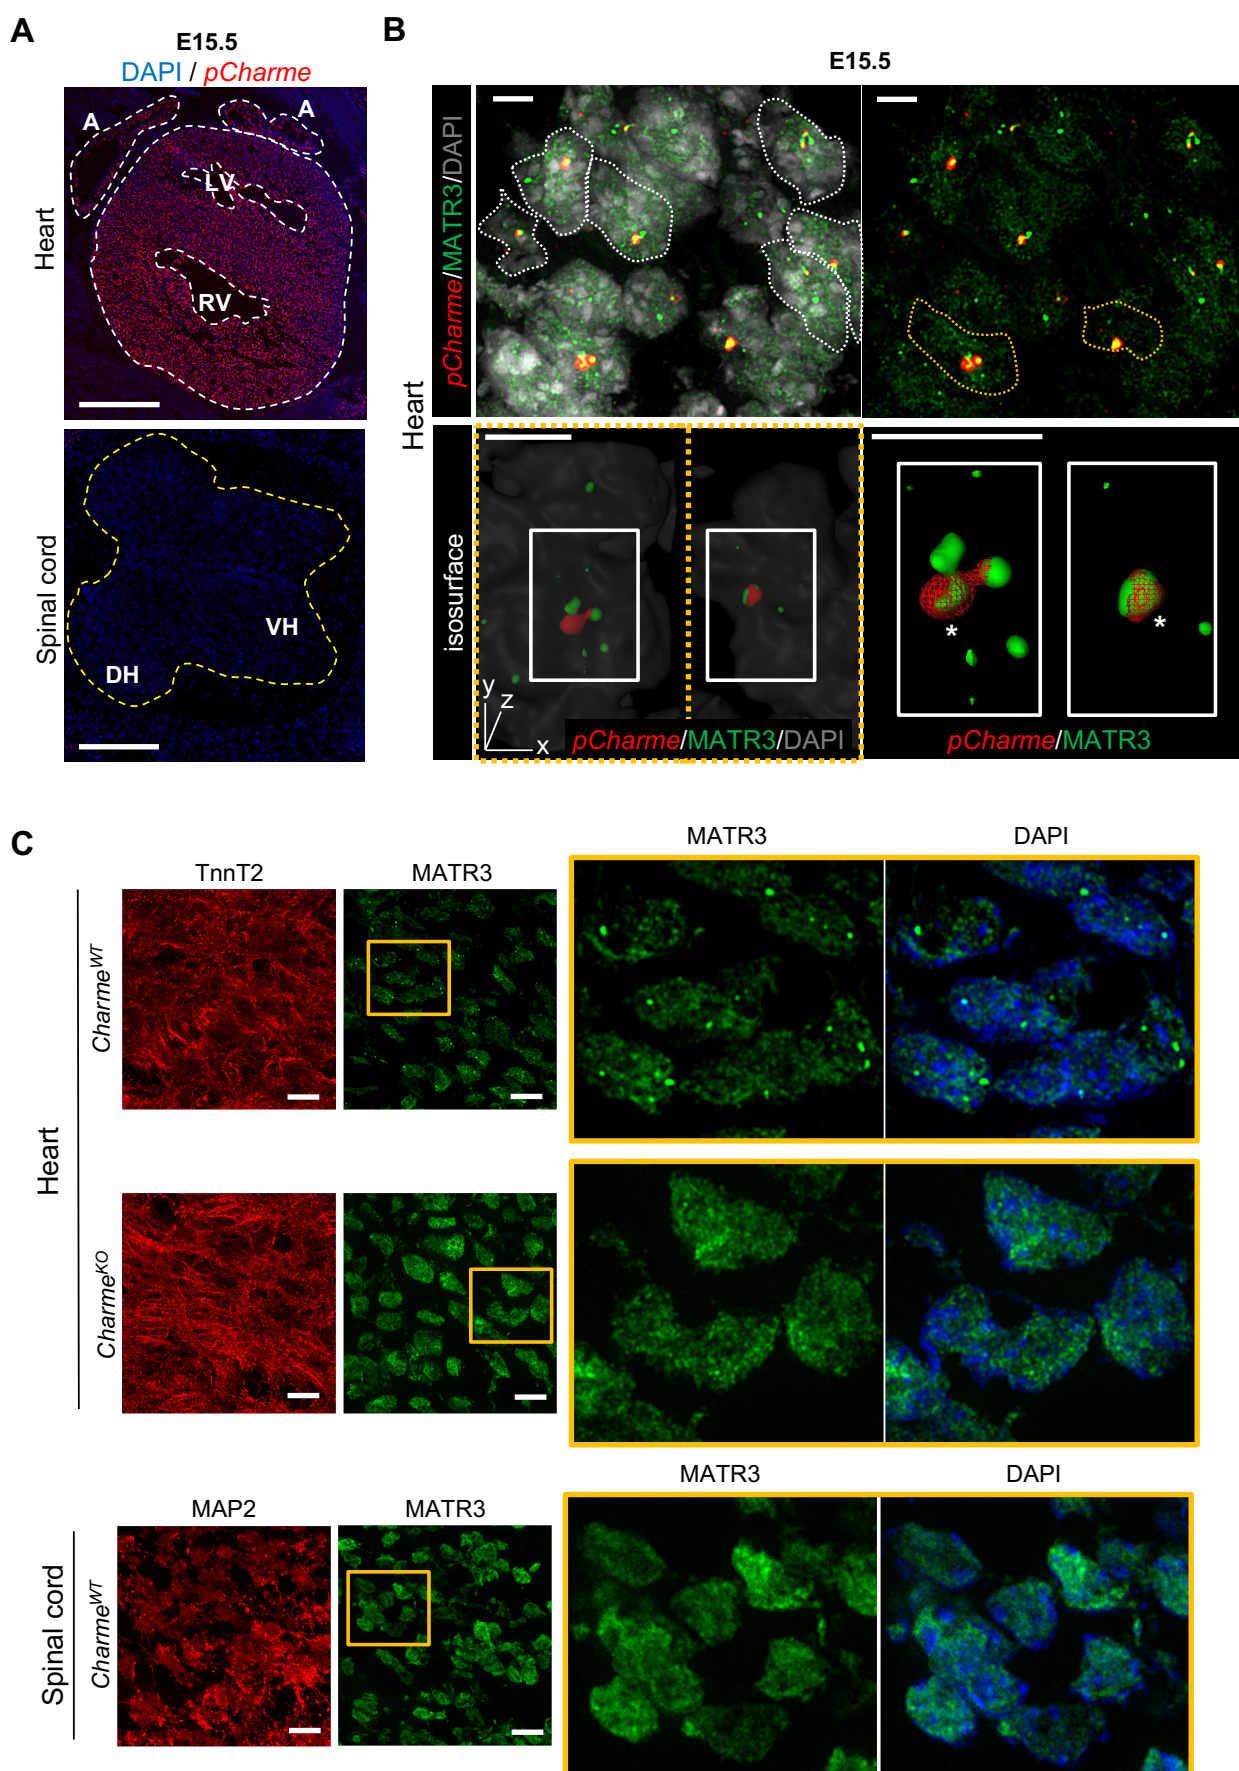 A
E15.5
DAPI / pCharme
Heart
A
A
LV
RV
Spinal cord
VH
DH
B
E15.5
Heart
pCharme/MATR3/DAPI
isosurface
y
z
x
pCharme/MATR3/DAPI
*
*
pCharme/MATR3
C
TnnT2
MATR3
MATR3
DAPI
Heart
CharmeWT
CharmeKO
MAP2
MATR3
MATR3
DAPI
Spinal cord
CharmeWT